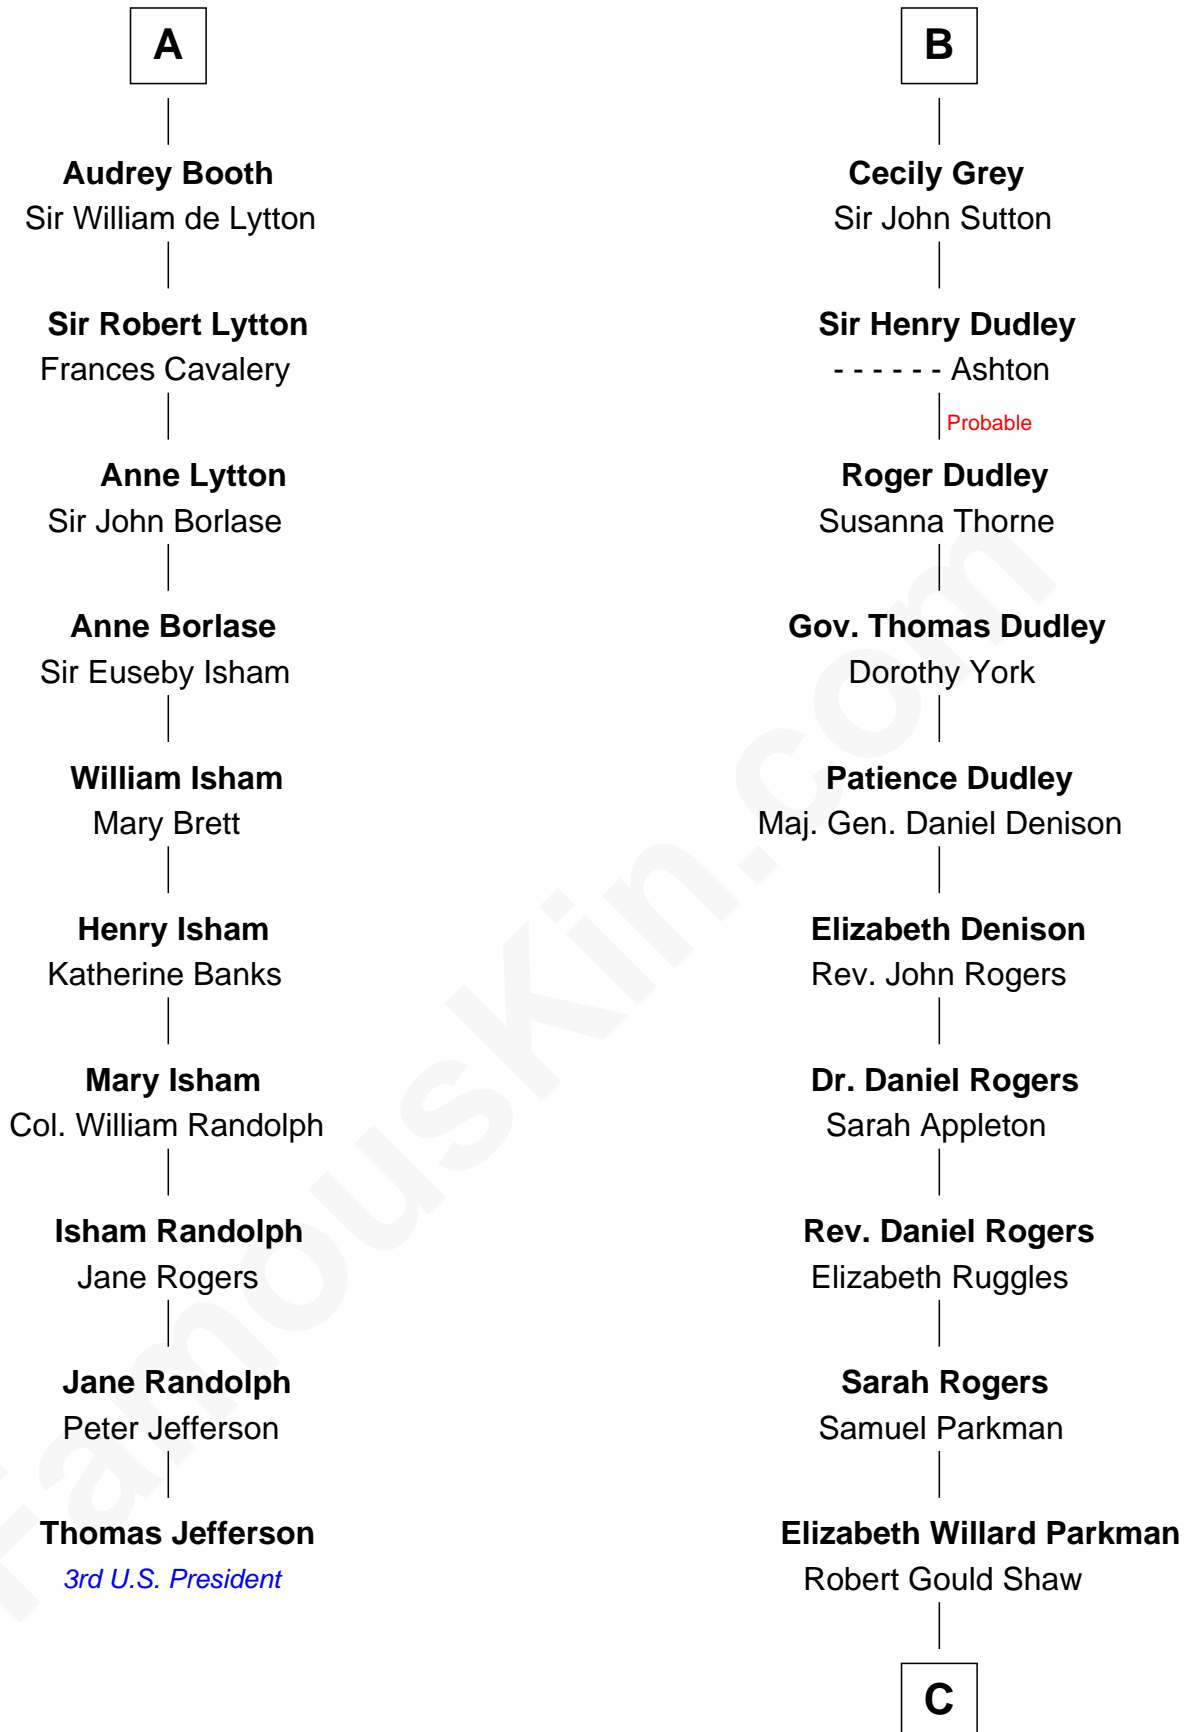 A
Audrey Booth
Sir William de Lytton
Sir Robert Lytton
Frances Cavalery
Anne Lytton
Sir John Borlase
Anne Borlase
Sir Euseby Isham
William Isham
Mary Brett
Henry Isham
Katherine Banks
Mary Isham
Col. William Randolph
Isham Randolph
Jane Rogers
Jane Randolph
Peter Jefferson
Thomas Jefferson
3rd U.S. President
B
Cecily Grey
Sir John Sutton
Sir Henry Dudley
- - - - - - Ashton
Probable
Roger Dudley
Susanna Thorne
Gov. Thomas Dudley
Dorothy York
Patience Dudley
Maj. Gen. Daniel Denison
Elizabeth Denison
Rev. John Rogers
Dr. Daniel Rogers
Sarah Appleton
Rev. Daniel Rogers
Elizabeth Ruggles
Sarah Rogers
Samuel Parkman
Elizabeth Willard Parkman
Robert Gould Shaw
C
FamousKin.com